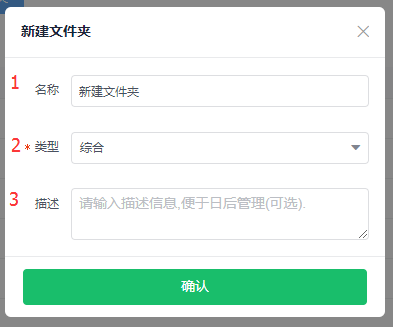 新建文件夹
1 名称 新建文件夹
2 * 类型 综合
3 描述 请输入描述信息,便于日后管理(可选).
确认